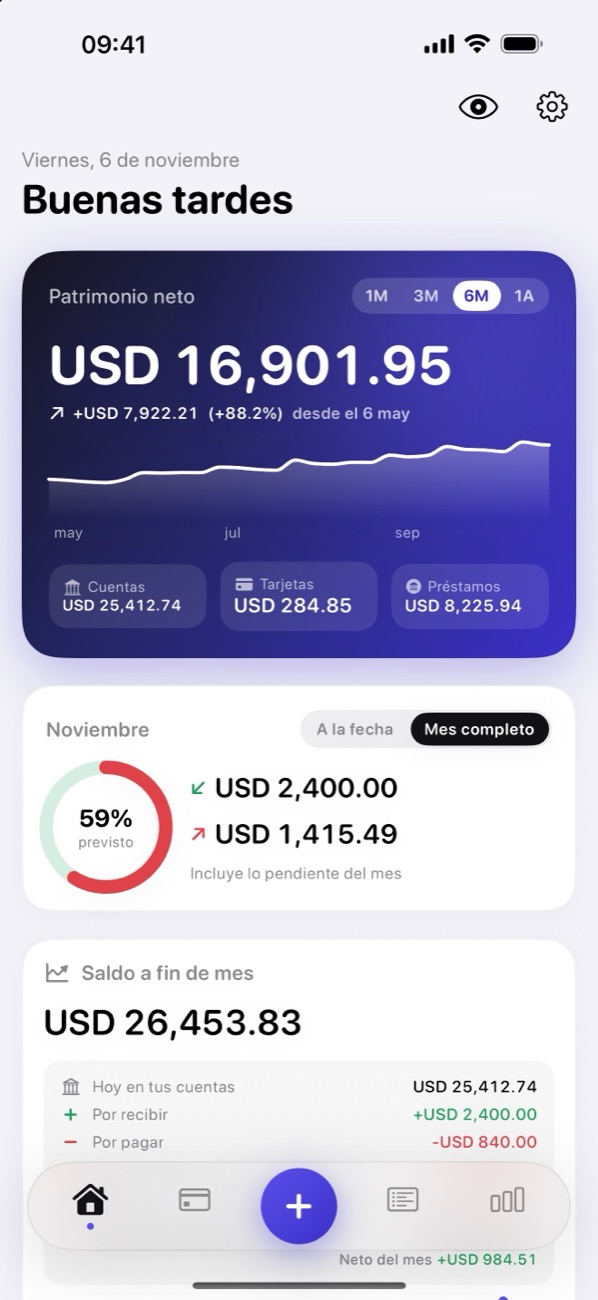 09:41
Viernes, 6 de noviembre
Buenas tardes
Patrimonio neto
1M 3M 6M 1A
USD 16,901.95
+USD 7,922.21 (+88.2%) desde el 6 may
may jul sep
Cuentas
USD 25,412.74
Tarjetas
USD 284.85
Préstamos
USD 8,225.94
Noviembre
A la fecha Mes completo
59%
previsto
USD 2,400.00
USD 1,415.49
Incluye lo pendiente del mes
Saldo a fin de mes
USD 26,453.83
Hoy en tus cuentas USD 25,412.74
+ Por recibir +USD 2,400.00
− Por pagar -USD 840.00
Neto del mes +USD 984.51